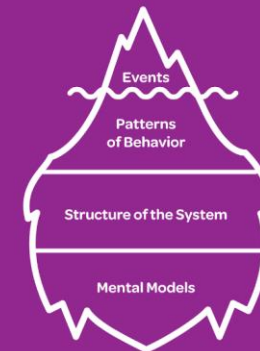 Events
Patterns
of Behavior
Structure of the System
Mental Models